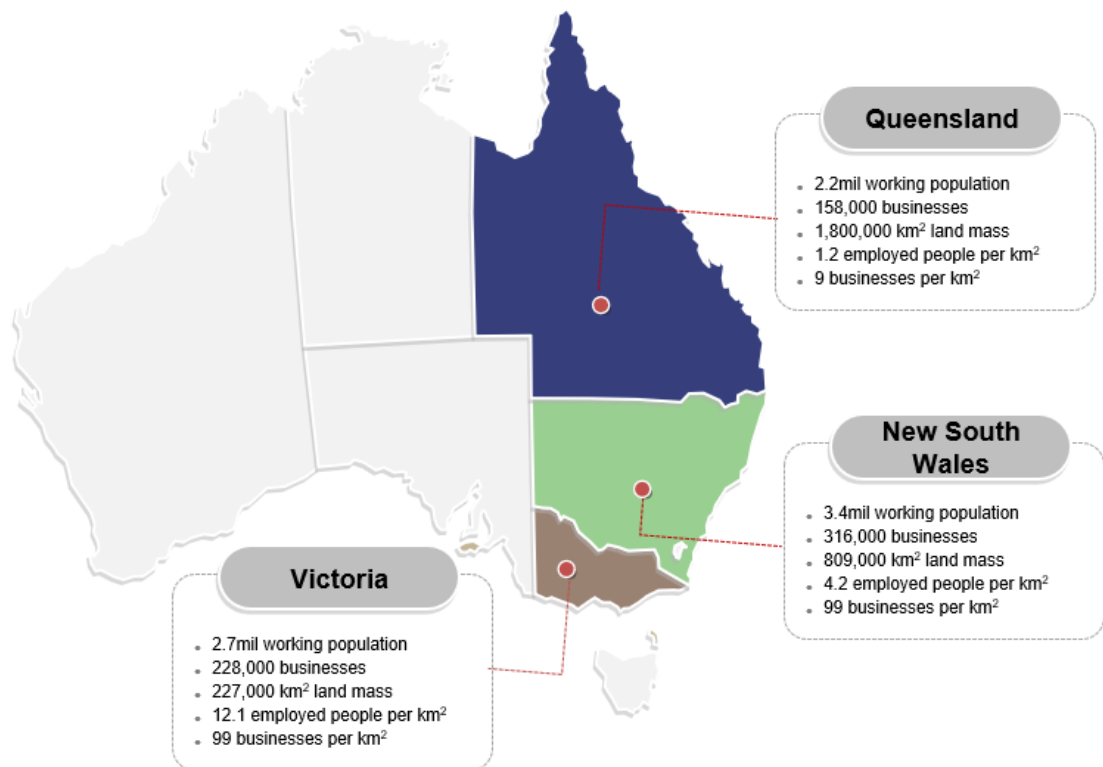 Queensland
2.2mil working population
158,000 businesses
1,800,000 km² land mass
1.2 employed people per km²
9 businesses per km²
New South
Wales
3.4mil working population
316,000 businesses
809,000 km² land mass
4.2 employed people per km²
99 businesses per km²
Victoria
2.7mil working population
228,000 businesses
227,000 km² land mass
12.1 employed people per km²
99 businesses per km²